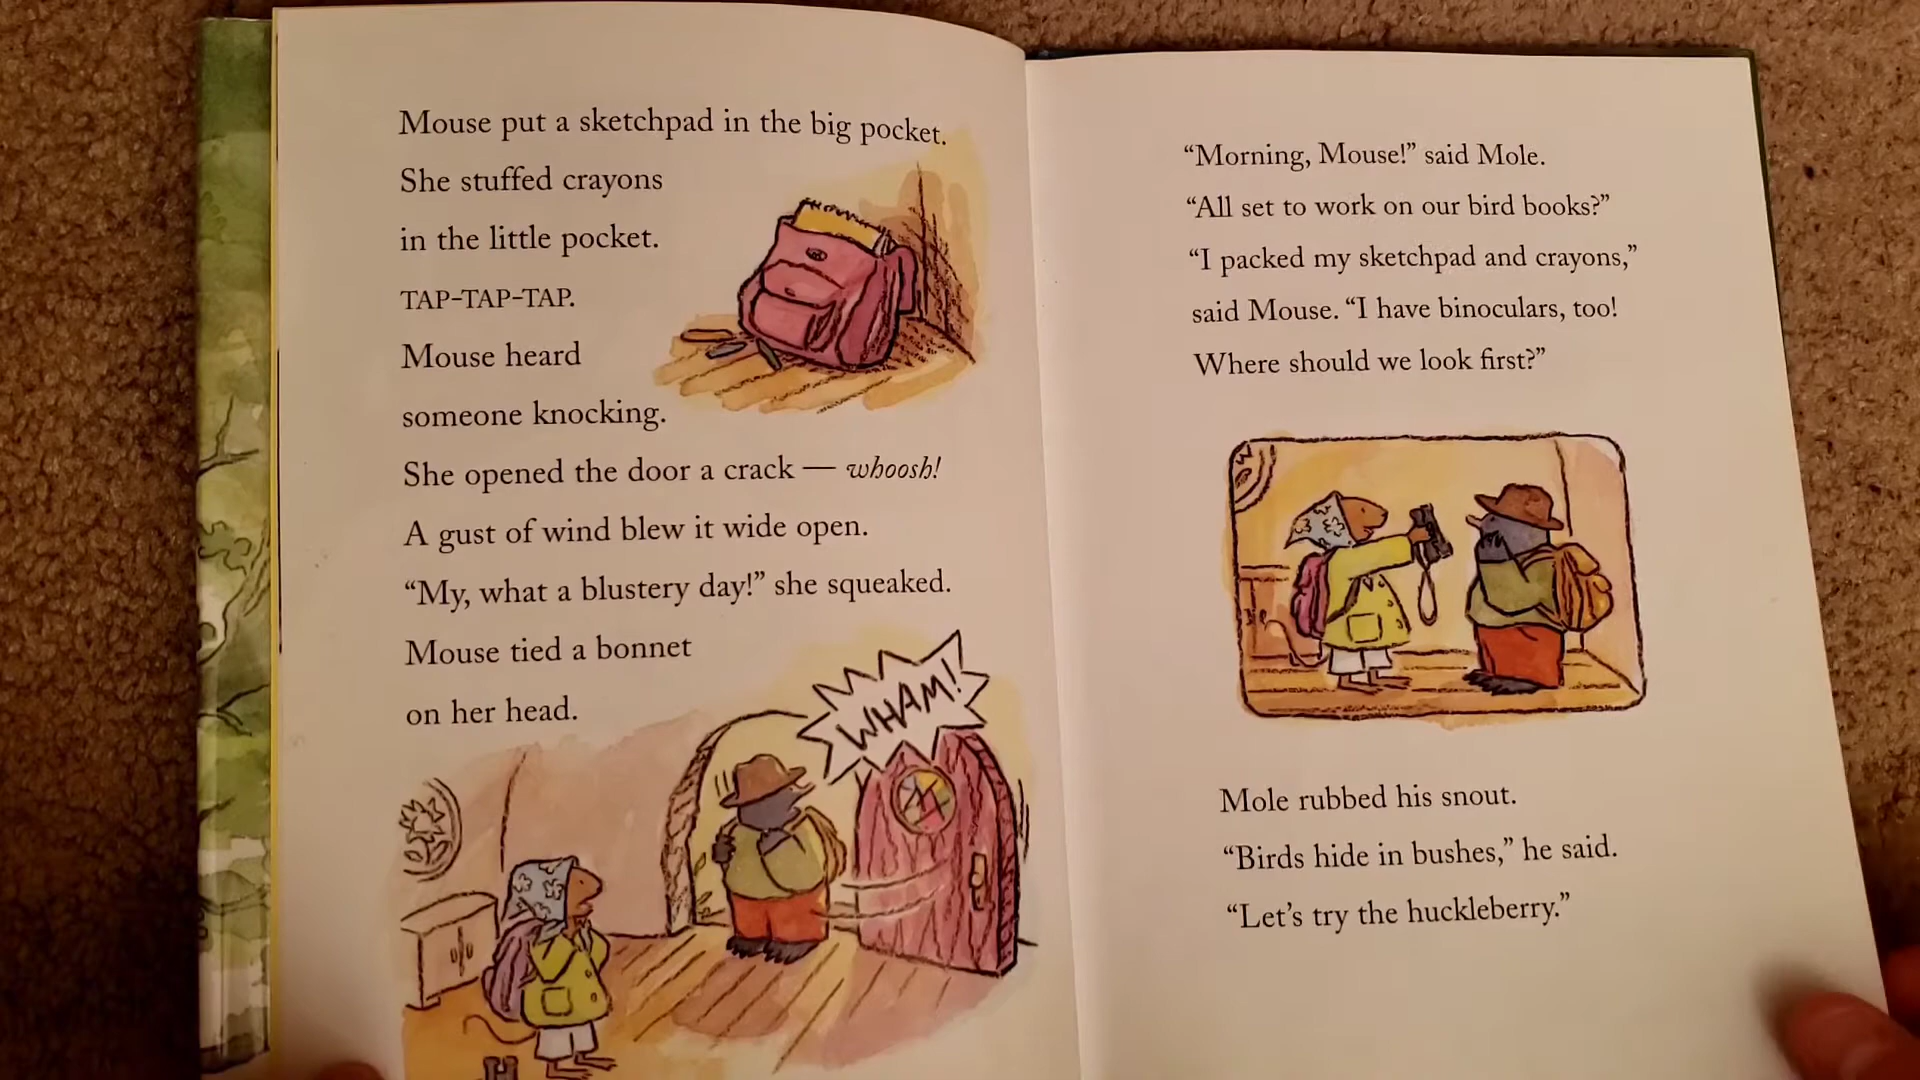 Mouse put a sketchpad in the big pocket.
She stuffed crayons
in the little pocket.
TAP-TAP-TAP.
Mouse heard
someone knocking.
She opened the door a crack — whoosh!
A gust of wind blew it wide open.
“My, what a blustery day!” she squeaked.
Mouse tied a bonnet
on her head.
WHAM!
“Morning, Mouse!” said Mole.
“All set to work on our bird books?”
“I packed my sketchpad and crayons,”
said Mouse. “I have binoculars, too!
Where should we look first?”
Mole rubbed his snout.
“Birds hide in bushes,” he said.
“Let’s try the huckleberry.”